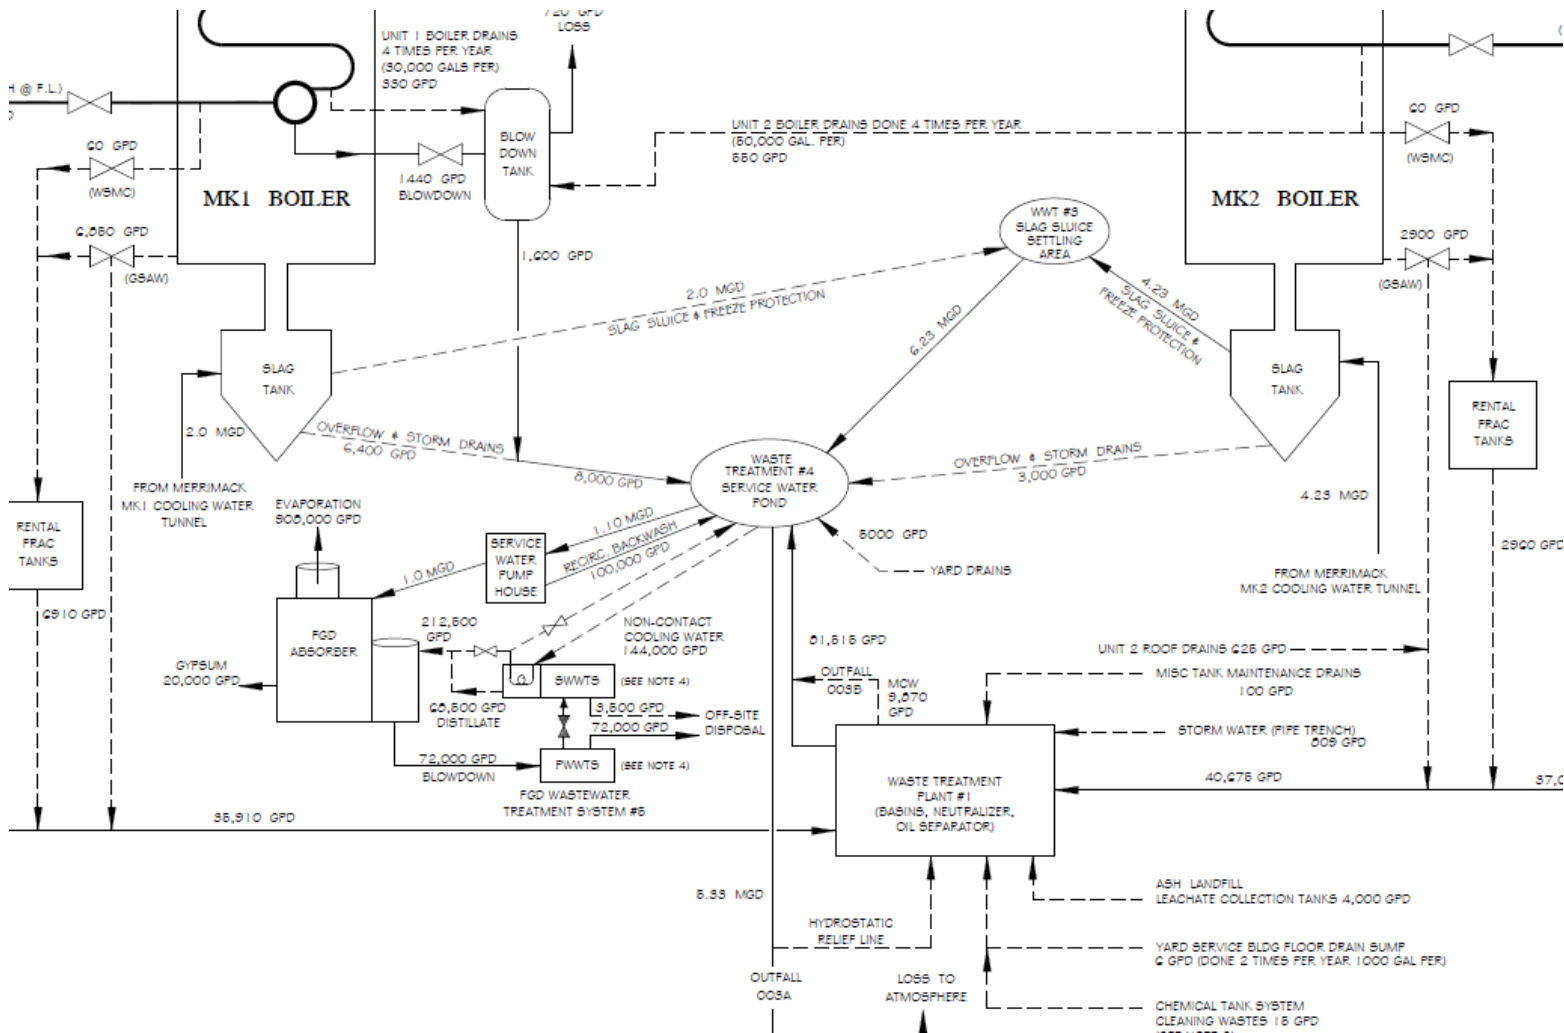 720 GPD
LOSS
UNIT 1 BOILER DRAINS
4 TIMES PER YEAR
(30,000 GALS PER)
330 GPD
H @ F.L.)
BLOW
DOWN
TANK
UNIT 2 BOILER DRAINS DONE 4 TIMES PER YEAR
(50,000 GAL. PER)
550 GPD
60 GPD
(WSMC)
60 GPD
(WSMC)
1440 GPD
BLOWDOWN
MK1 BOILER
MK2 BOILER
WWT #3
SLAG SLUICE
SETTLING
AREA
6,850 GPD
(GSAW)
2900 GPD
(GSAW)
1,600 GPD
2.0 MGD
SLAG SLUICE & FREEZE PROTECTION
4.23 MGD
SLAG SLUICE &
FREEZE PROTECTION
6.23 MGD
SLAG
TANK
SLAG
TANK
RENTAL
FRAC
TANKS
2.0 MGD
OVERFLOW & STORM DRAINS
6,400 GPD
8,000 GPD
WASTE
TREATMENT #4
SERVICE WATER
POND
OVERFLOW & STORM DRAINS
3,000 GPD
FROM MERRIMACK
MK1 COOLING WATER
TUNNEL
4.23 MGD
EVAPORATION
908,000 GPD
RENTAL
FRAC
TANKS
SERVICE
WATER
PUMP
HOUSE
1.10 MGD
RECIRC. BACKWASH
100,000 GPD
1.0 MGD
5000 GPD
YARD DRAINS
2960 GPD
FROM MERRIMACK
MK2 COOLING WATER TUNNEL
6910 GPD
FGD
ABSORBER
212,500
GPD
NON-CONTACT
COOLING WATER
144,000 GPD
81,515 GPD
UNIT 2 ROOF DRAINS 625 GPD
GYPSUM
20,000 GPD
SWWTS
(SEE NOTE 4)
OUTFALL
003B
MCW
9,870
GPD
MISC TANK MAINTENANCE DRAINS
100 GPD
68,500 GPD
DISTILLATE
3,500 GPD
72,000 GPD
OFF-SITE
DISPOSAL
STORM WATER (PIPE TRENCH)
809 GPD
72,000 GPD
BLOWDOWN
PWWTS
(SEE NOTE 4)
FGD WASTEWATER
TREATMENT SYSTEM #5
WASTE TREATMENT
PLANT #1
(BASINS, NEUTRALIZER,
OIL SEPARATOR)
40,675 GPD
35,910 GPD
5.33 MGD
ASH LANDFILL
LEACHATE COLLECTION TANKS 4,000 GPD
HYDROSTATIC
RELIEF LINE
YARD SERVICE BLDG FLOOR DRAIN SUMP
6 GPD (DONE 2 TIMES PER YEAR 1000 GAL PER)
OUTFALL
003A
LOSS TO
ATMOSPHERE
CHEMICAL TANK SYSTEM
CLEANING WASTES 15 GPD